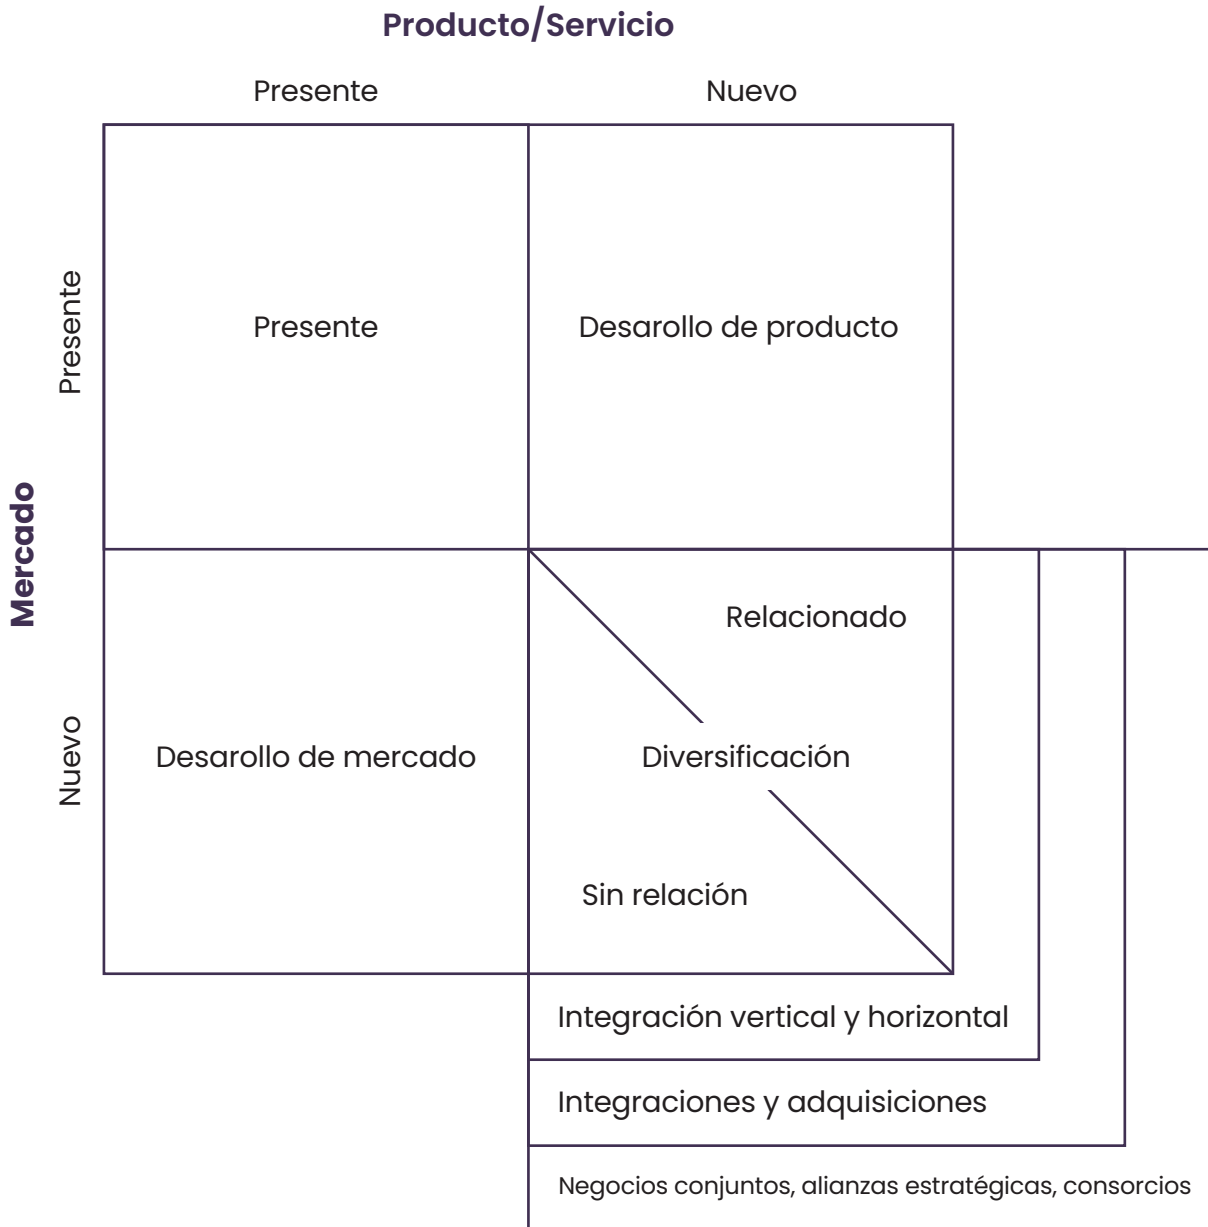 Producto/Servicio
Presente
Nuevo
Mercado
Presente
Presente
Desarollo de producto
Nuevo
Desarollo de mercado
Relacionado
Diversificación
Sin relación
Integración vertical y horizontal
Integraciones y adquisiciones
Negocios conjuntos, alianzas estratégicas, consorcios